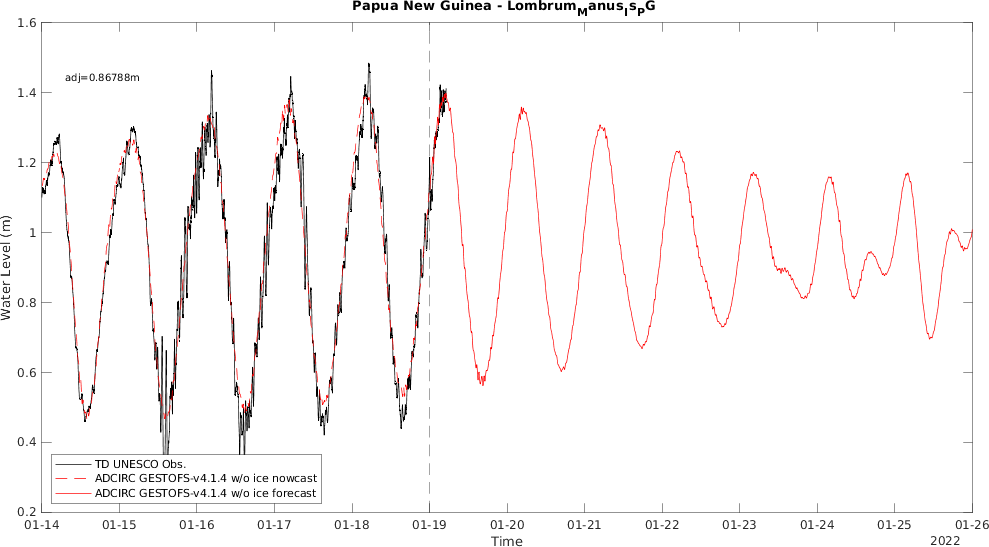 Papua New Guinea - Lombrum_Manus_Is_PG
1.6
adj=0.86788m
1.4
1.2
1
0.8
0.6
0.4
0.2
Water Level (m)
TD UNESCO Obs.
ADCIRC GESTOFS-v4.1.4 w/o ice nowcast
ADCIRC GESTOFS-v4.1.4 w/o ice forecast
01-14 01-15 01-16 01-17 01-18 01-19 01-20 01-21 01-22 01-23 01-24 01-25 01-26
Time
2022